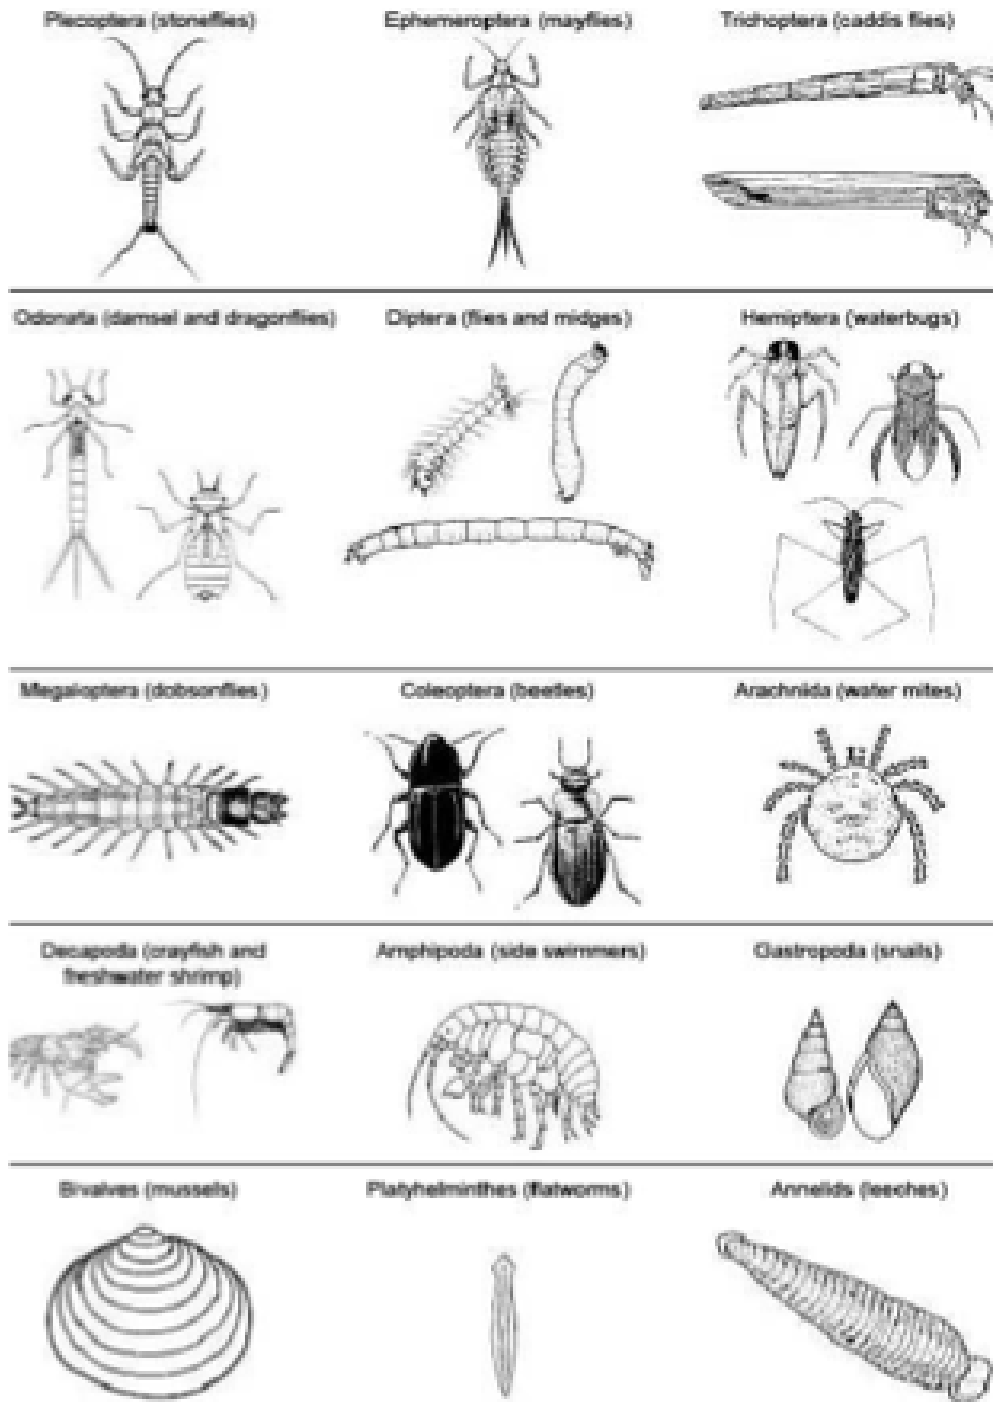 Plecoptera (stoneflies)
Ephemeroptera (mayflies)
Trichoptera (caddis flies)
Odonata (damsel and dragonflies)
Diptera (flies and midges)
Hemiptera (waterbugs)
Megaloptera (dobsonflies)
Coleoptera (beetles)
Arachnida (water mites)
Decapoda (crayfish and
freshwater shrimp)
Amphipoda (side swimmers)
Gastropoda (snails)
Bivalves (mussels)
Platyhelminthes (flatworms)
Annelids (leeches)